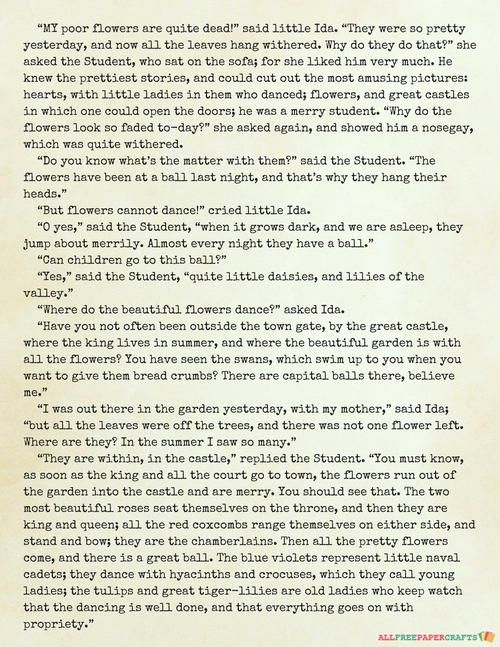 “MY poor flowers are quite dead!” said little Ida. “They were so pretty
yesterday, and now all the leaves hang withered. Why do they do that?” she
asked the Student, who sat on the sofa; for she liked him very much. He
knew the prettiest stories, and could cut out the most amusing pictures:
hearts, with little ladies in them who danced; flowers, and great castles
in which one could open the doors; he was a merry student. “Why do the
flowers look so faded to-day?” she asked again, and showed him a nosegay,
which was quite withered.
“Do you know what’s the matter with them?” said the Student. “The
flowers have been at a ball last night, and that’s why they hang their
heads.”
“But flowers cannot dance!” cried little Ida.
“O yes,” said the Student, “when it grows dark, and we are asleep, they
jump about merrily. Almost every night they have a ball.”
“Can children go to this ball?”
“Yes,” said the Student, “quite little daisies, and lilies of the
valley.”
“Where do the beautiful flowers dance?” asked Ida.
“Have you not often been outside the town gate, by the great castle,
where the king lives in summer, and where the beautiful garden is with
all the flowers? You have seen the swans, which swim up to you when you
want to give them bread crumbs? There are capital balls there, believe
me.”
“I was out there in the garden yesterday, with my mother,” said Ida;
“but all the leaves were off the trees, and there was not one flower left.
Where are they? In the summer I saw so many.”
“They are within, in the castle,” replied the Student. “You must know,
as soon as the king and all the court go to town, the flowers run out of
the garden into the castle and are merry. You should see that. The two
most beautiful roses seat themselves on the throne, and then they are
king and queen; all the red coxcombs range themselves on either side, and
stand and bow; they are the chamberlains. Then all the pretty flowers
come, and there is a great ball. The blue violets represent little naval
cadets; they dance with hyacinths and crocuses, which they call young
ladies; the tulips and great tiger-lilies are old ladies who keep watch
that the dancing is well done, and that everything goes on with
propriety.”
ALLFREEPAPERCRAFTS